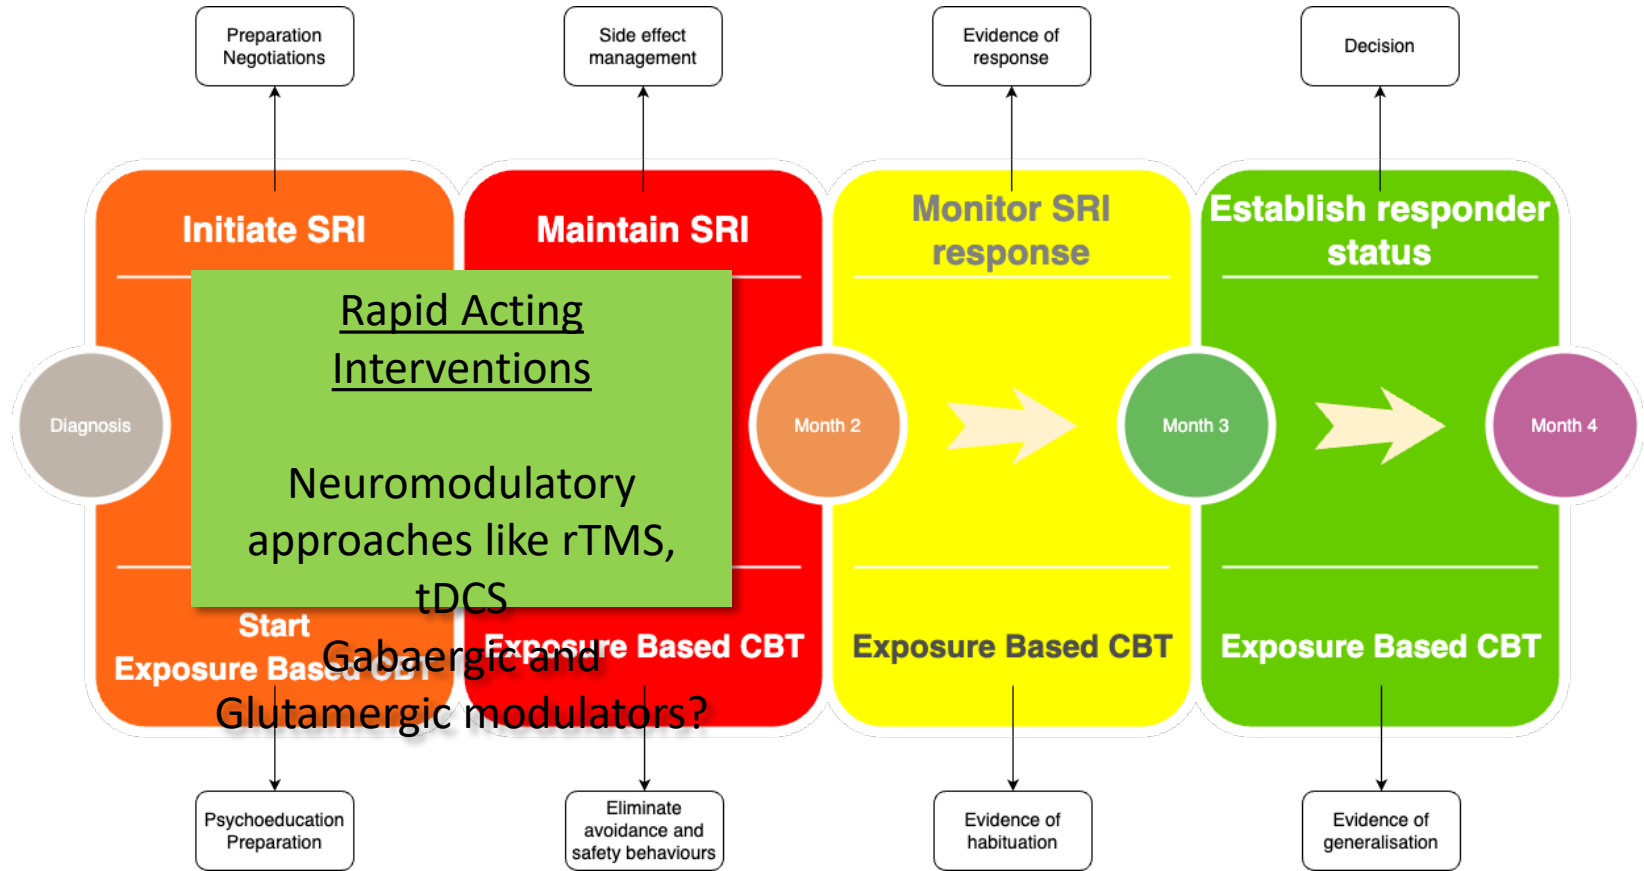 Preparation
Negotiations
Side effect
management
Evidence of
response
Decision
Initiate SRI
Maintain SRI
Monitor SRI
response
Establish responder
status
Rapid Acting
Interventions
Neuromodulatory
approaches like rTMS,
tDCS
Gabaergic and
Glutamergic modulators?
Diagnosis
Month 2
Month 3
Month 4
Start
Exposure Based CBT
Exposure Based CBT
Exposure Based CBT
Exposure Based CBT
Psychoeducation
Preparation
Eliminate
avoidance and
safety behaviours
Evidence of
habituation
Evidence of
generalisation